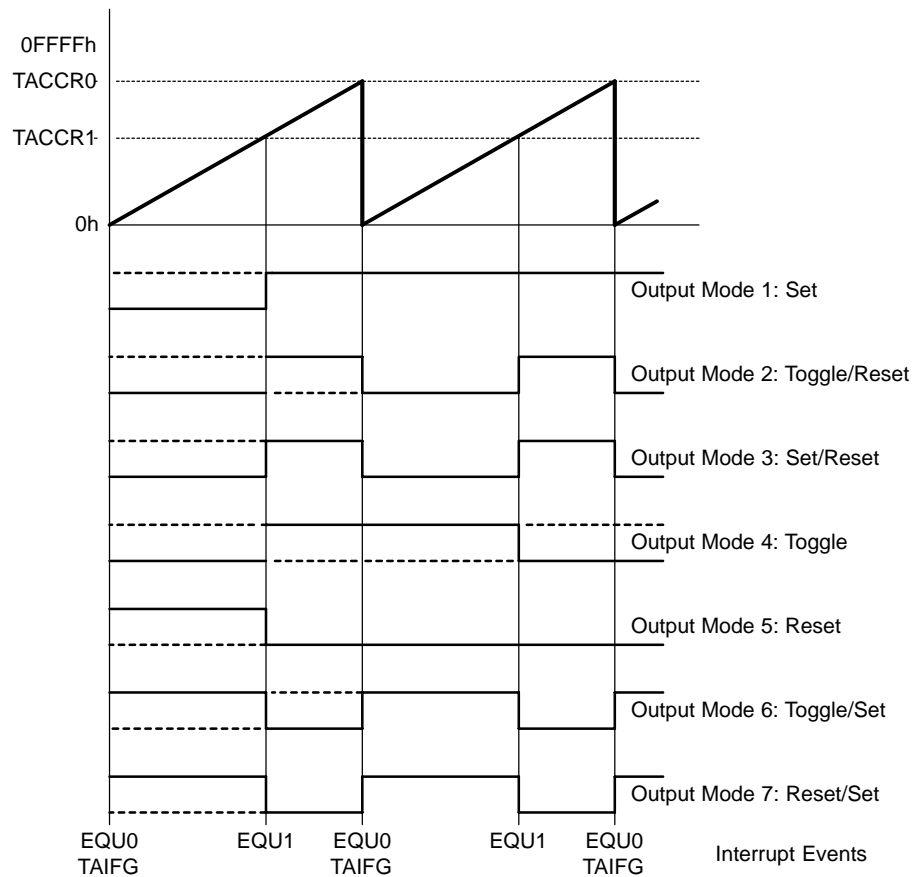 0FFFFh
TACCR0
TACCR1
0h
Output Mode 1: Set
Output Mode 2: Toggle/Reset
Output Mode 3: Set/Reset
Output Mode 4: Toggle
Output Mode 5: Reset
Output Mode 6: Toggle/Set
Output Mode 7: Reset/Set
EQU0 EQU1 EQU0 EQU1 EQU0
TAIFG TAIFG TAIFG
Interrupt Events